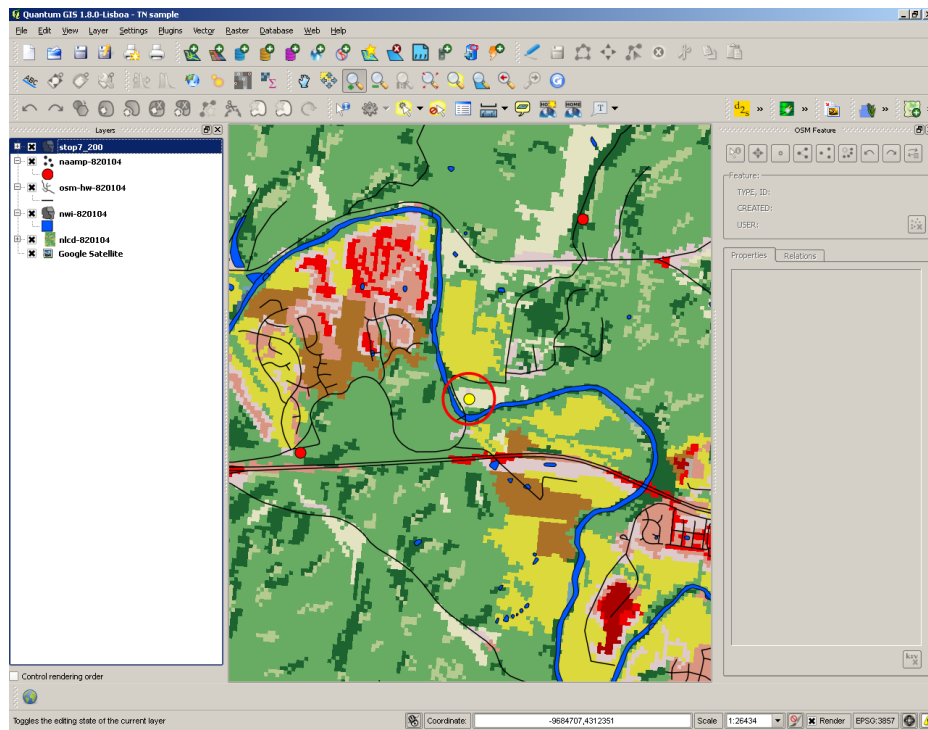 Quantum GIS 1.8.0-Lisboa - TN sample
File Edit View Layer Settings Plugins Vector Raster Database Web Help
ABC
HOME
T
d2s
»
»
»
Layers
stop7_200
naamp-820104
osm-hw-820104
nwi-820104
nlcd-820104
Google Satellite
Control rendering order
OSM Feature
Feature:
TYPE, ID:
CREATED:
USER:
Properties Relations
Toggles the editing state of the current layer
Coordinate: -9684707,4312351 Scale 1:26434 Render EPSG:3857